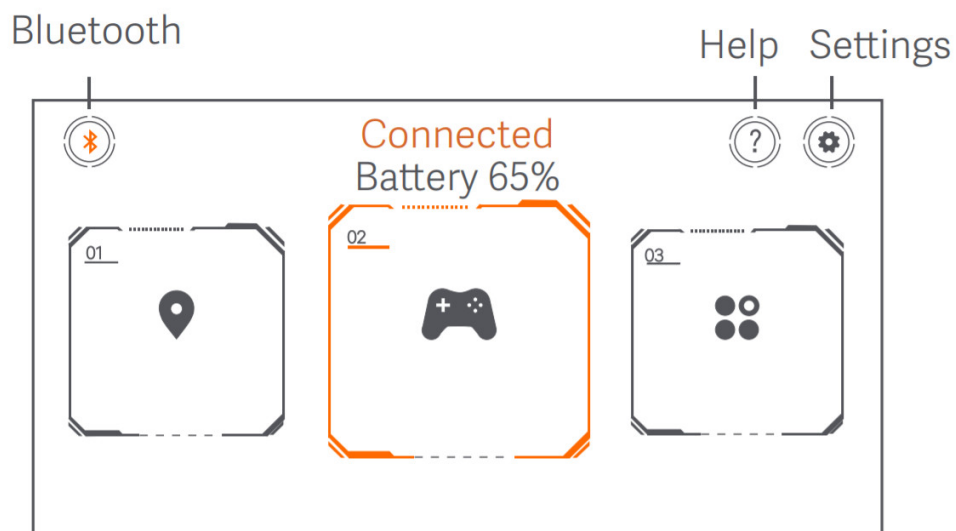 Bluetooth
Help Settings
Connected
Battery 65%
?
01
02
03